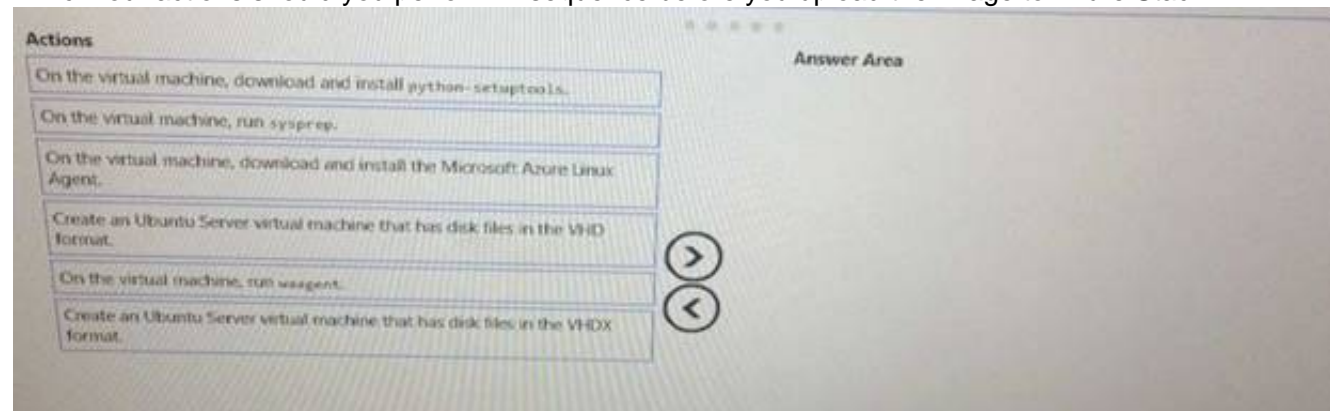 Actions
Answer Area
On the virtual machine, download and install python-setuptools.
On the virtual machine, run sysprep.
On the virtual machine, download and install the Microsoft Azure Linux
Agent.
Create an Ubuntu Server virtual machine that has disk files in the VHD
format.
On the virtual machine, run waagent.
Create an Ubuntu Server virtual machine that has disk files in the VHDX
format.